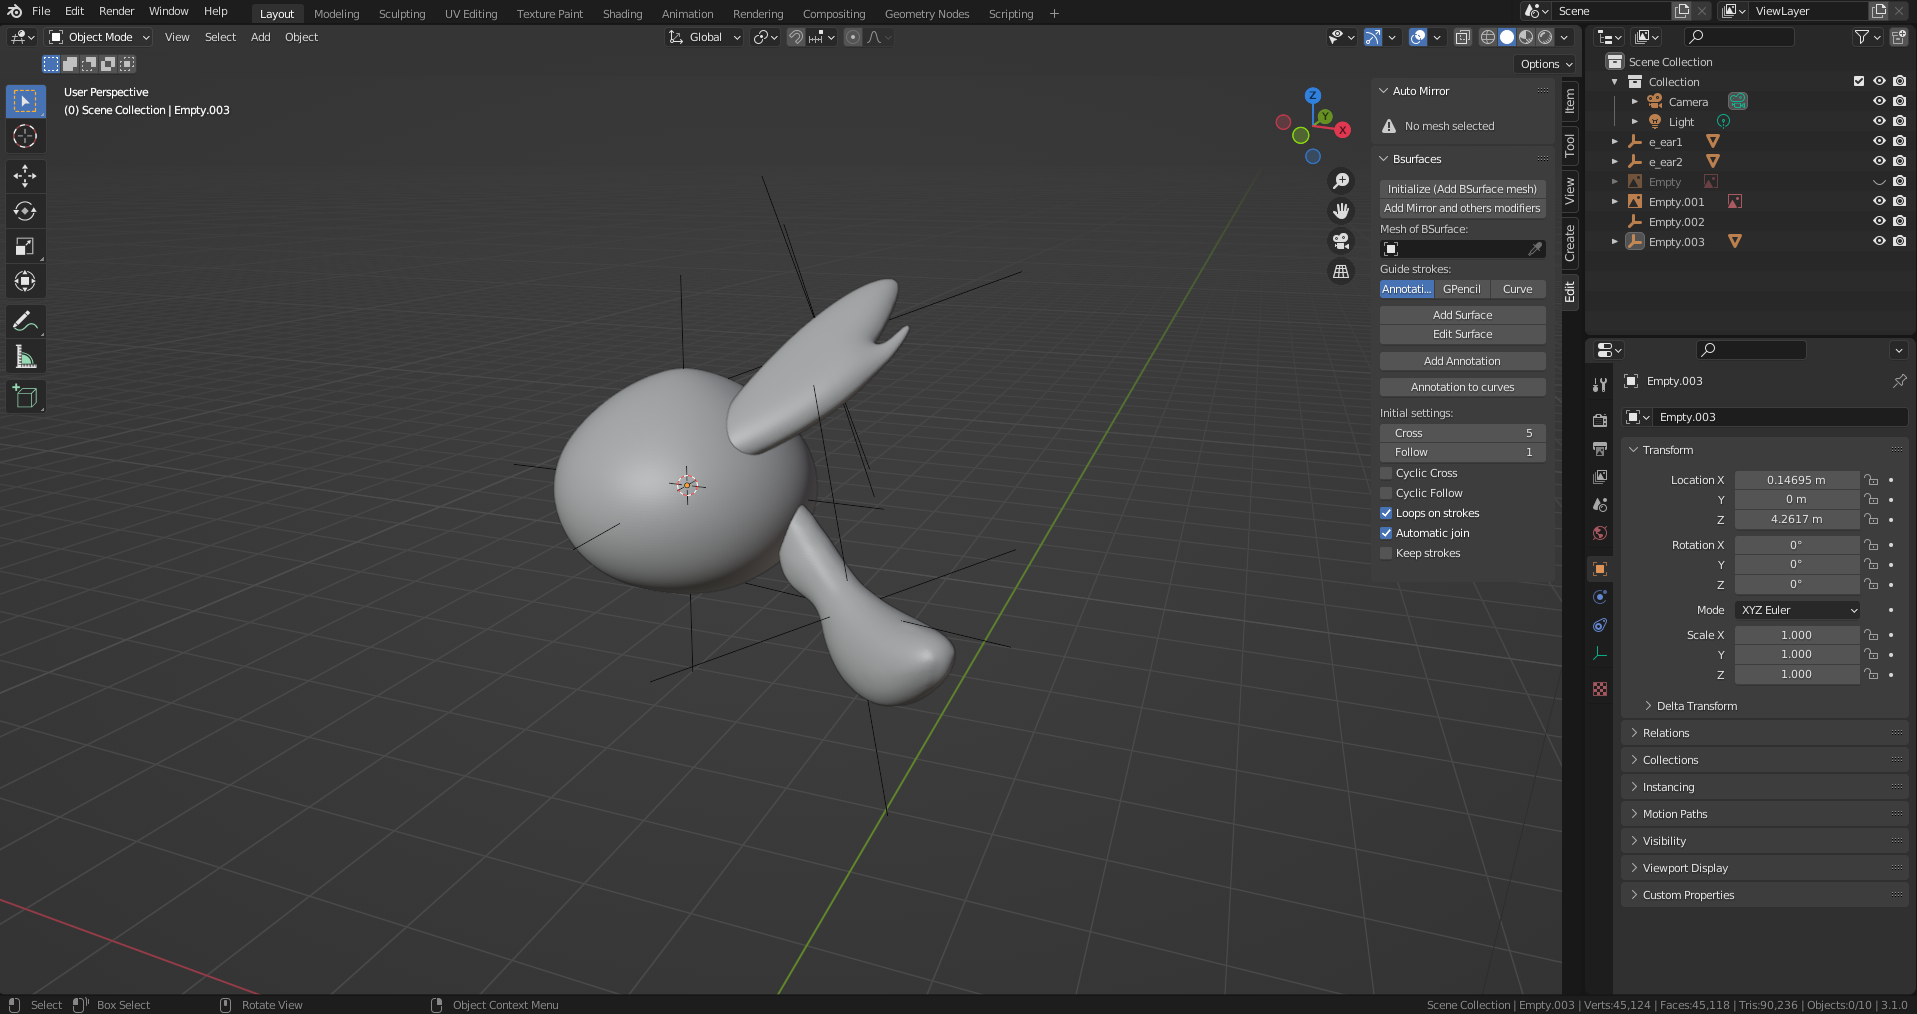 File Edit Render Window Help Layout Modeling Sculpting UV Editing Texture Paint Shading Animation Rendering Compositing Geometry Nodes Scripting + Scene ViewLayer
Object Mode View Select Add Object Global
Options
User Perspective
(0) Scene Collection | Empty.003
Z
Y
X
Auto Mirror
No mesh selected
Bsurfaces
Initialize (Add BSurface mesh)
Add Mirror and others modifiers
Mesh of BSurface:
Guide strokes:
Annotati... GPencil Curve
Add Surface
Edit Surface
Add Annotation
Annotation to curves
Initial settings:
Cross 5
Follow 1
Cyclic Cross
Cyclic Follow
Loops on strokes
Automatic join
Keep strokes
Item
Tool
View
Create
Edit
Scene Collection
Collection
Camera
Light
e_ear1
e_ear2
Empty
Empty.001
Empty.002
Empty.003
Empty.003
Empty.003
Transform
Location X 0.14695 m
Y 0 m
Z 4.2617 m
Rotation X 0°
Y 0°
Z 0°
Mode XYZ Euler
Scale X 1.000
Y 1.000
Z 1.000
Delta Transform
Relations
Collections
Instancing
Motion Paths
Visibility
Viewport Display
Custom Properties
Select Box Select Rotate View Object Context Menu Scene Collection | Empty.003 | Verts:45,124 | Faces:45,118 | Tris:90,236 | Objects:0/10 | 3.1.0